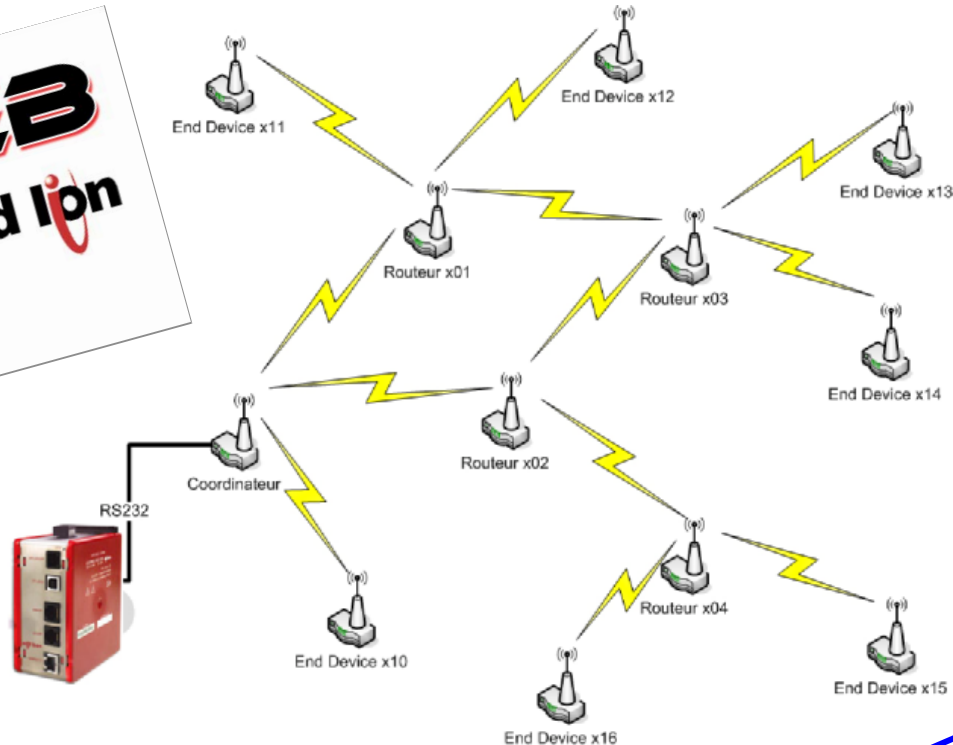 End Device x11
End Device x12
End Device x13
Routeur x01
Routeur x03
End Device x14
Routeur x02
Coordinateur
RS232
Routeur x04
End Device x10
End Device x15
End Device x16